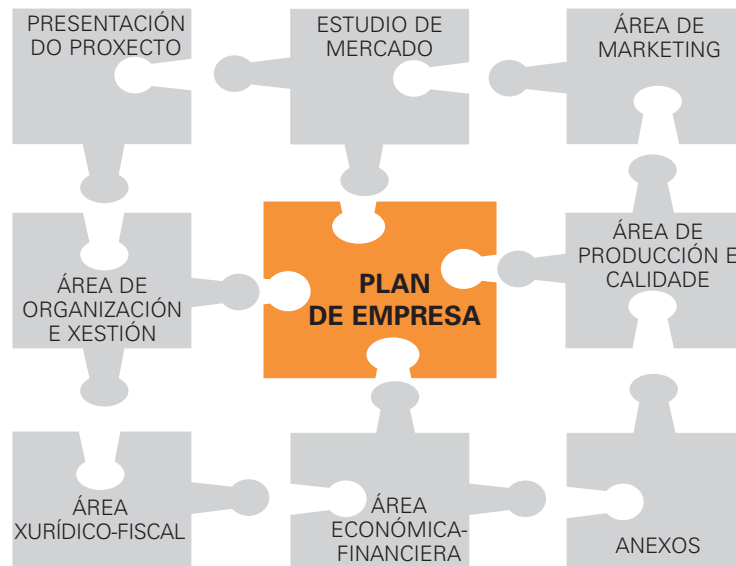 PRESENTACIÓN
DO PROXECTO
ESTUDIO DE
MERCADO
ÁREA DE
MARKETING
ÁREA DE
ORGANIZACIÓN
E XESTIÓN
PLAN
DE EMPRESA
ÁREA DE
PRODUCCIÓN E
CALIDADE
ÁREA
XURÍDICO-FISCAL
ÁREA
ECONÓMICA-
FINANCIERA
ANEXOS